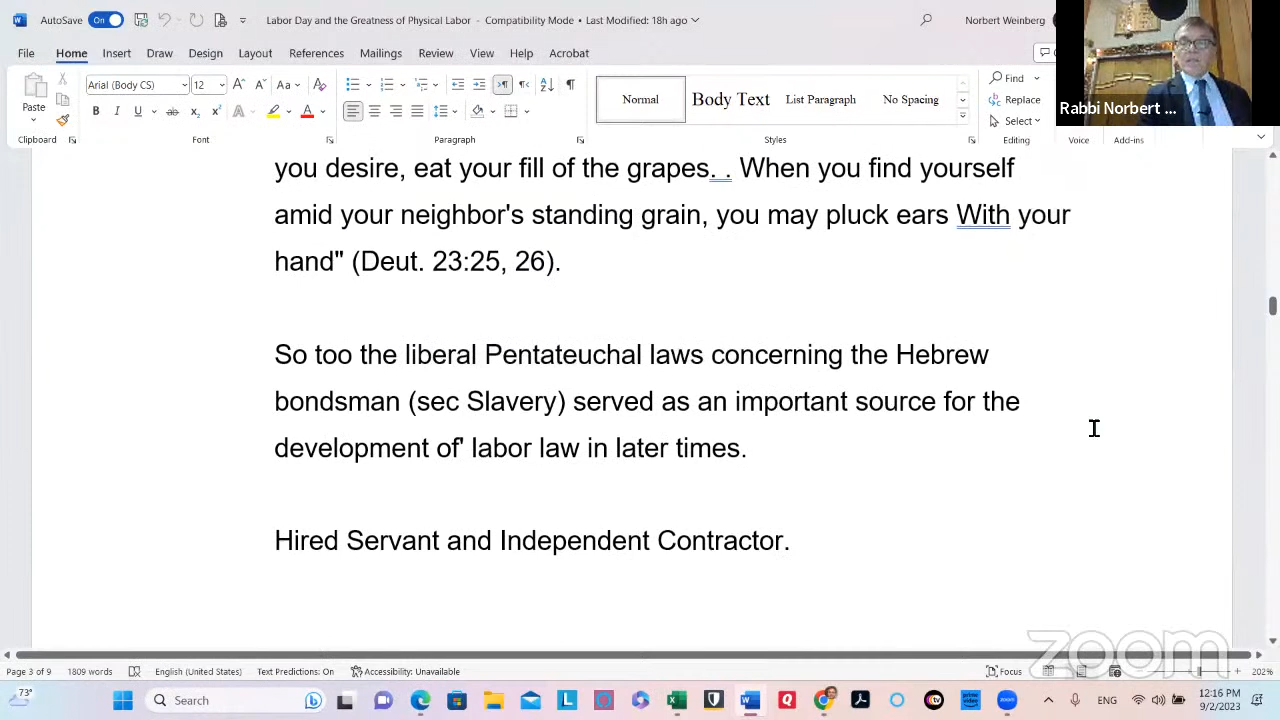 AutoSave On Labor Day and the Greatness of Physical Labor - Compatibility Mode • Last Modified: 18h ago Norbert Weinberg
File Home Insert Draw Design Layout References Mailings Review View Help Acrobat
Paste Arial (Body CS) 12 Aa Normal Body Text List Paragraph No Spacing Find
Replace
B I U ab x₂ x² A A Select
Clipboard Font Paragraph Styles Editing Voice Add-ins
Rabbi Norbert ...
you desire, eat your fill of the grapes. . When you find yourself
amid your neighbor's standing grain, you may pluck ears With your
hand" (Deut. 23:25, 26).
So too the liberal Pentateuchal laws concerning the Hebrew
bondsman (sec Slavery) served as an important source for the
development of' labor law in later times.
Hired Servant and Independent Contractor.
zoom
Page 3 of 9 1809 words English (United States) Text Predictions: On Accessibility: Unavailable Focus 202%
73° Search 12:16 PM
9/2/2023